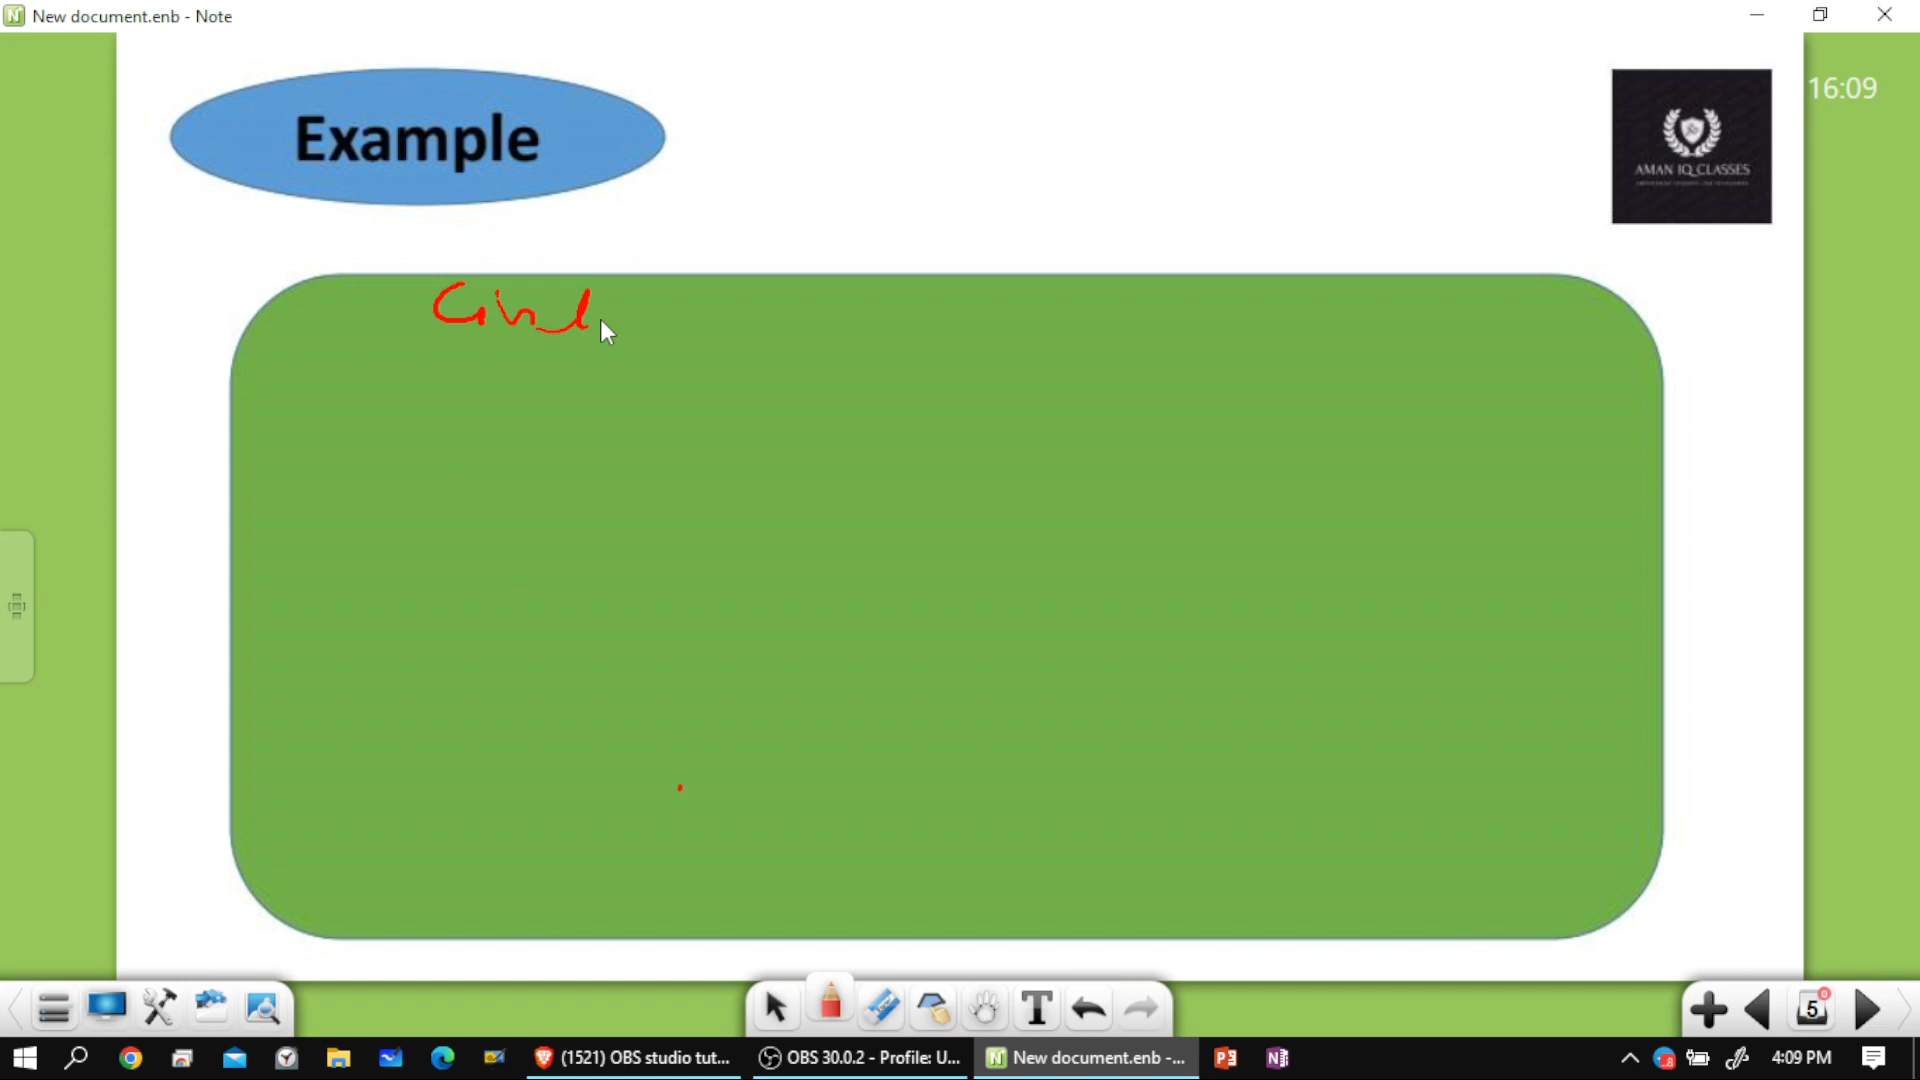 New document.enb - Note
16:09
Example
AMAN IQ CLASSES
0
5
(1521) OBS studio tut...
OBS 30.0.2 - Profile: U...
New document.enb -...
4:09 PM